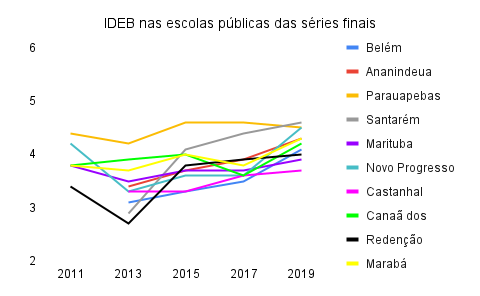 IDEB nas escolas públicas das séries finais
6
5
4
3
2
2011 2013 2015 2017 2019
Belém
Ananindeua
Parauapebas
Santarém
Marituba
Novo Progresso
Castanhal
Canaã dos
Redenção
Marabá